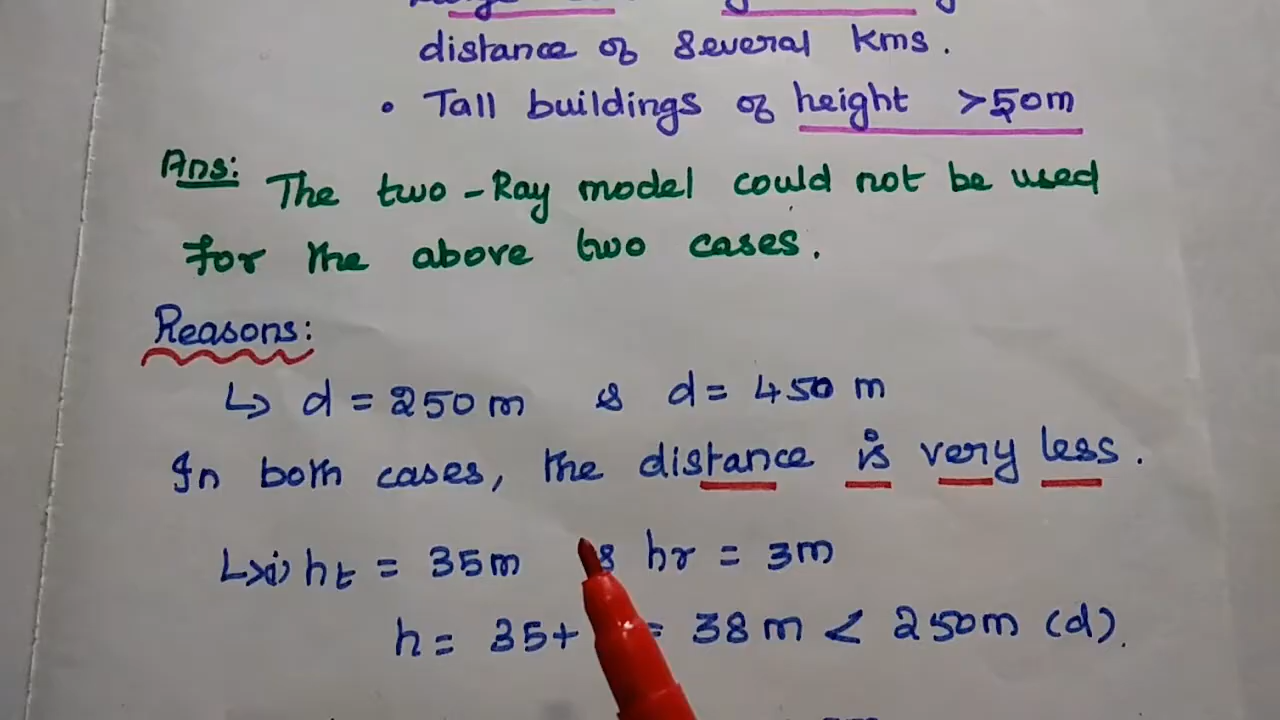 distance of several kms.
• Tall buildings of height >50m
Ans: The two-Ray model could not be used
for the above two cases.
Reasons:
↳ d = 250m & d = 450 m
In both cases, the distance is very less.
↳ i) ht = 35m & hr = 3m
h = 35+ = 38m < 250m (d).